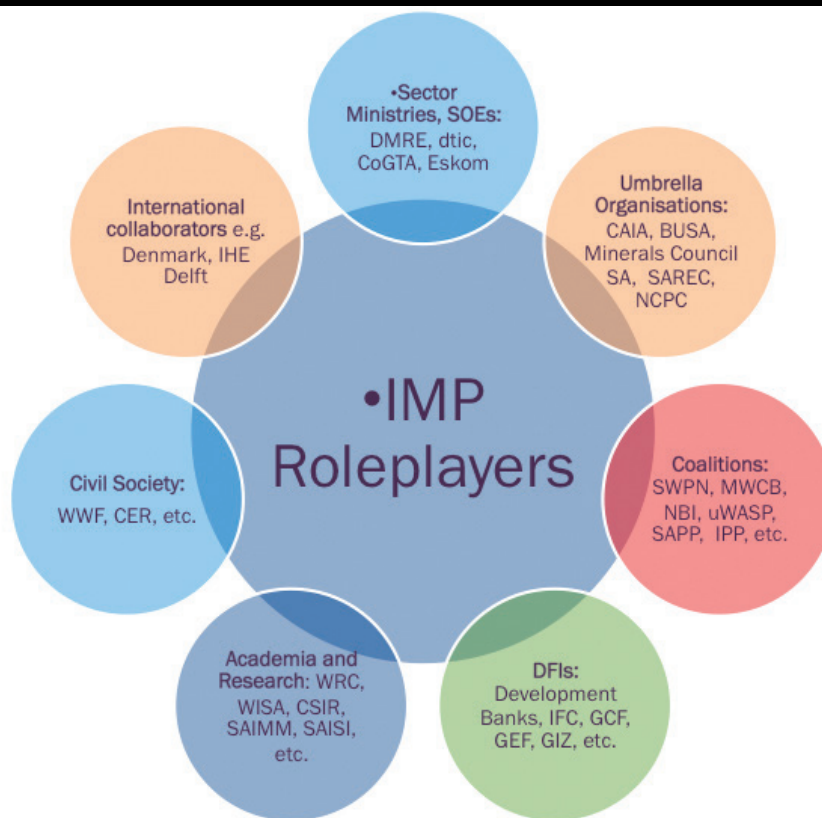 •Sector
Ministries, SOEs:
DMRE, dtic,
CoGTA, Eskom
Umbrella
Organisations:
CAIA, BUSA,
Minerals Council
SA, SAREC,
NCPC
Coalitions:
SWPN, MWCB,
NBI, uWASP,
SAPP, IPP, etc.
DFIs:
Development
Banks, IFC, GCF,
GEF, GIZ, etc.
Academia and
Research: WRC,
WISA, CSIR,
SAIMM, SAISI,
etc.
Civil Society:
WWF, CER, etc.
International
collaborators e.g.
Denmark, IHE
Delft
•IMP
Roleplayers